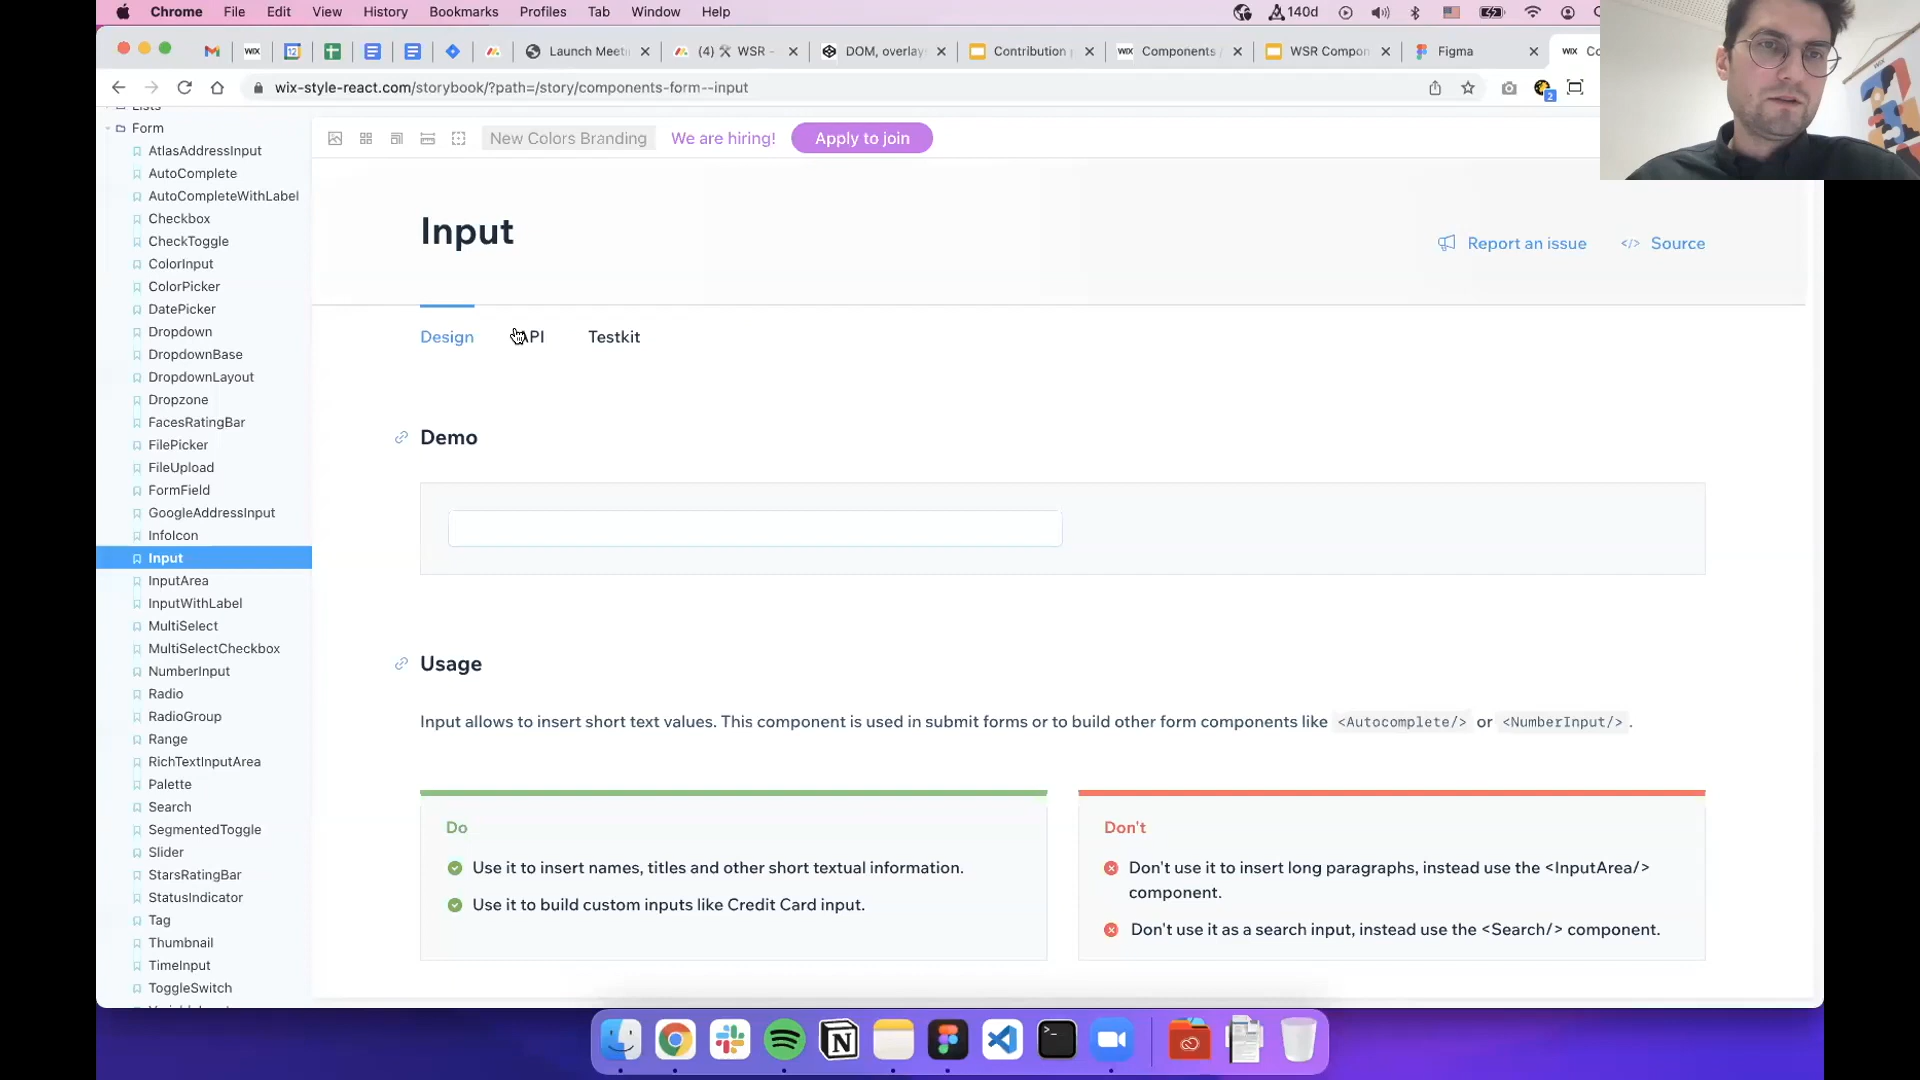 Chrome File Edit View History Bookmarks Profiles Tab Window Help 140d
Launch Meet (4) WSR - DOM, overlay Contribution Components / WSR Compon Figma Co
wix-style-react.com/storybook/?path=/story/components-form--input
Lists
Form
AtlasAddressInput
AutoComplete
AutoCompleteWithLabel
Checkbox
CheckToggle
ColorInput
ColorPicker
DatePicker
Dropdown
DropdownBase
DropdownLayout
Dropzone
FacesRatingBar
FilePicker
FileUpload
FormField
GoogleAddressInput
InfoIcon
Input
InputArea
InputWithLabel
MultiSelect
MultiSelectCheckbox
NumberInput
Radio
RadioGroup
Range
RichTextInputArea
Palette
Search
SegmentedToggle
Slider
StarsRatingBar
StatusIndicator
Tag
Thumbnail
TimeInput
ToggleSwitch
New Colors Branding We are hiring! Apply to join
Input
Report an issue </> Source
Design API Testkit
Demo
Usage
Input allows to insert short text values. This component is used in submit forms or to build other form components like <Autocomplete/> or <NumberInput/>.
Do
Use it to insert names, titles and other short textual information.
Use it to build custom inputs like Credit Card input.
Don't
Don't use it to insert long paragraphs, instead use the <InputArea/>
component.
Don't use it as a search input, instead use the <Search/> component.